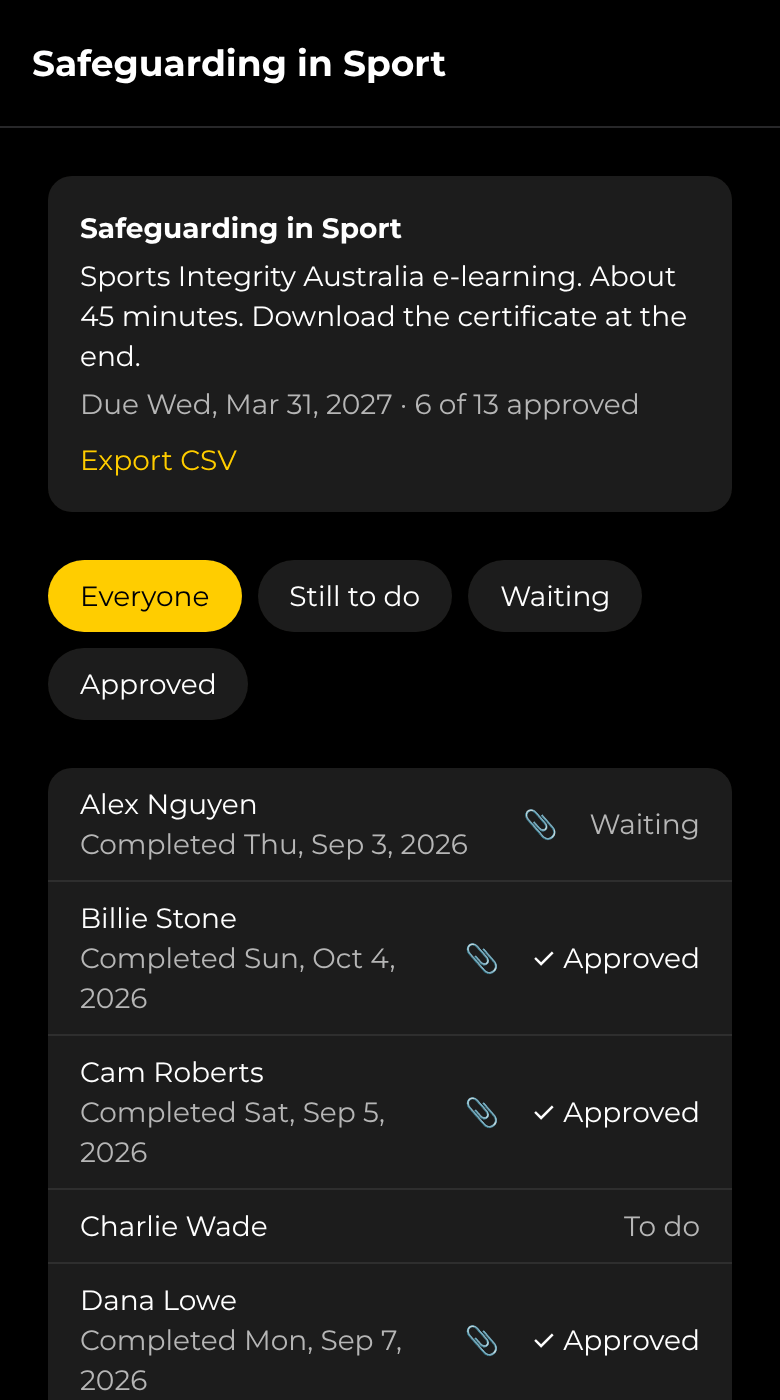 Safeguarding in Sport
Safeguarding in Sport
Sports Integrity Australia e-learning. About
45 minutes. Download the certificate at the
end.
Due Wed, Mar 31, 2027 · 6 of 13 approved
Export CSV
Everyone
Still to do
Waiting
Approved
Alex Nguyen
Completed Thu, Sep 3, 2026
📎 Waiting
Billie Stone
Completed Sun, Oct 4,
2026
📎 ✓ Approved
Cam Roberts
Completed Sat, Sep 5,
2026
📎 ✓ Approved
Charlie Wade
To do
Dana Lowe
Completed Mon, Sep 7,
2026
📎 ✓ Approved